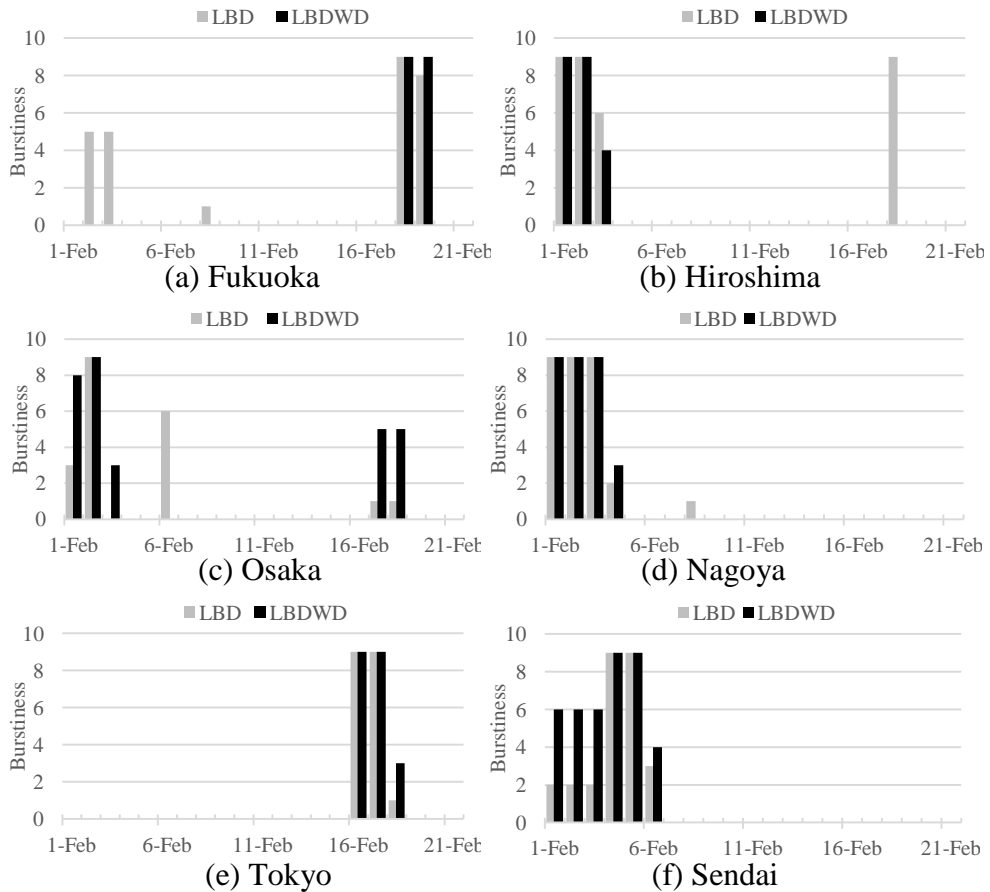 LBD LBDWD
Burstiness
10
8
6
4
2
0
1-Feb 6-Feb 11-Feb 16-Feb 21-Feb
(a) Fukuoka
LBD LBDWD
Burstiness
10
8
6
4
2
0
1-Feb 6-Feb 11-Feb 16-Feb 21-Feb
(b) Hiroshima
LBD LBDWD
Burstiness
10
8
6
4
2
0
1-Feb 6-Feb 11-Feb 16-Feb 21-Feb
(c) Osaka
LBD LBDWD
Burstiness
10
8
6
4
2
0
1-Feb 6-Feb 11-Feb 16-Feb 21-Feb
(d) Nagoya
LBD LBDWD
Burstiness
10
8
6
4
2
0
1-Feb 6-Feb 11-Feb 16-Feb 21-Feb
(e) Tokyo
LBD LBDWD
Burstiness
10
8
6
4
2
0
1-Feb 6-Feb 11-Feb 16-Feb 21-Feb
(f) Sendai